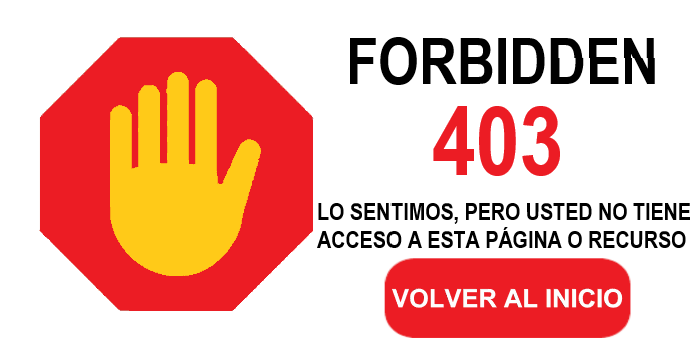 FORBIDDEN
403
LO SENTIMOS, PERO USTED NO TIENE
ACCESO A ESTA PÁGINA O RECURSO
VOLVER AL INICIO